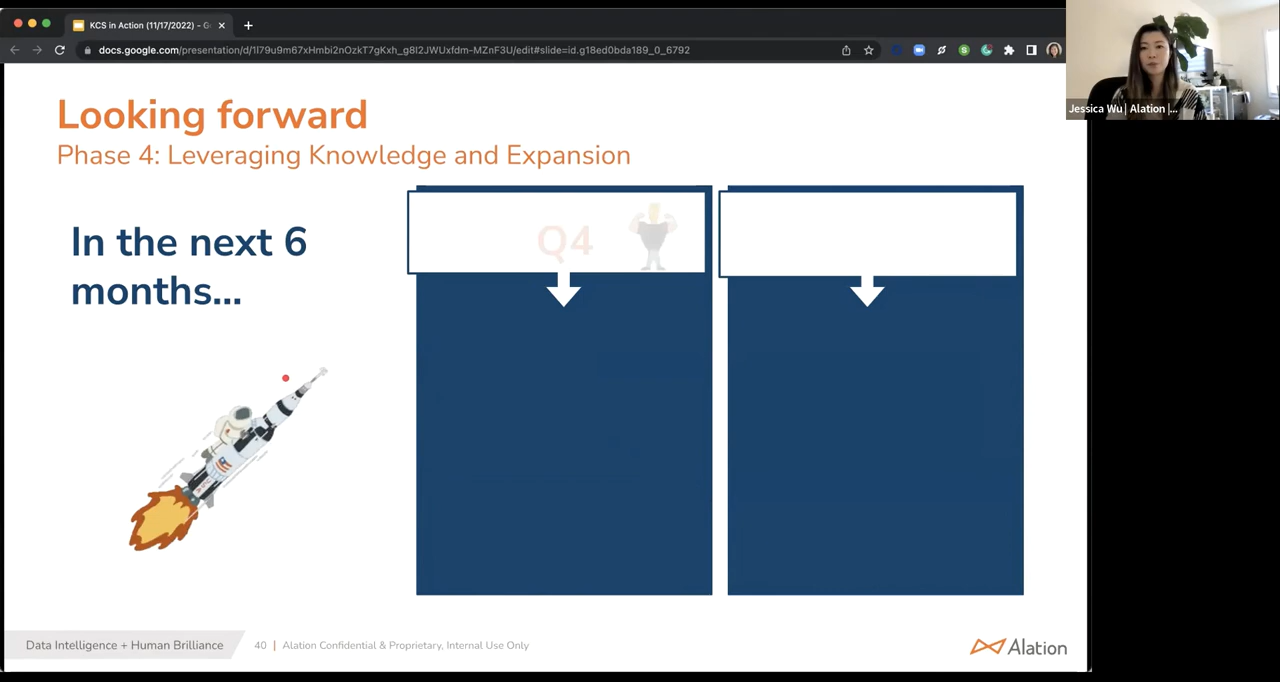 KCS in Action (11/17/2022) - G
docs.google.com/presentation/d/1l79u9m67xHmbi2nOzkT7gKxh_g8I2JWUxfdm-MZnF3U/edit#slide=id.g18ed0bda189_0_6792
Jessica Wu | Alation |...
Looking forward
Phase 4: Leveraging Knowledge and Expansion
In the next 6
months...
Q4
Data Intelligence + Human Brilliance
40 | Alation Confidential & Proprietary, Internal Use Only
Alation